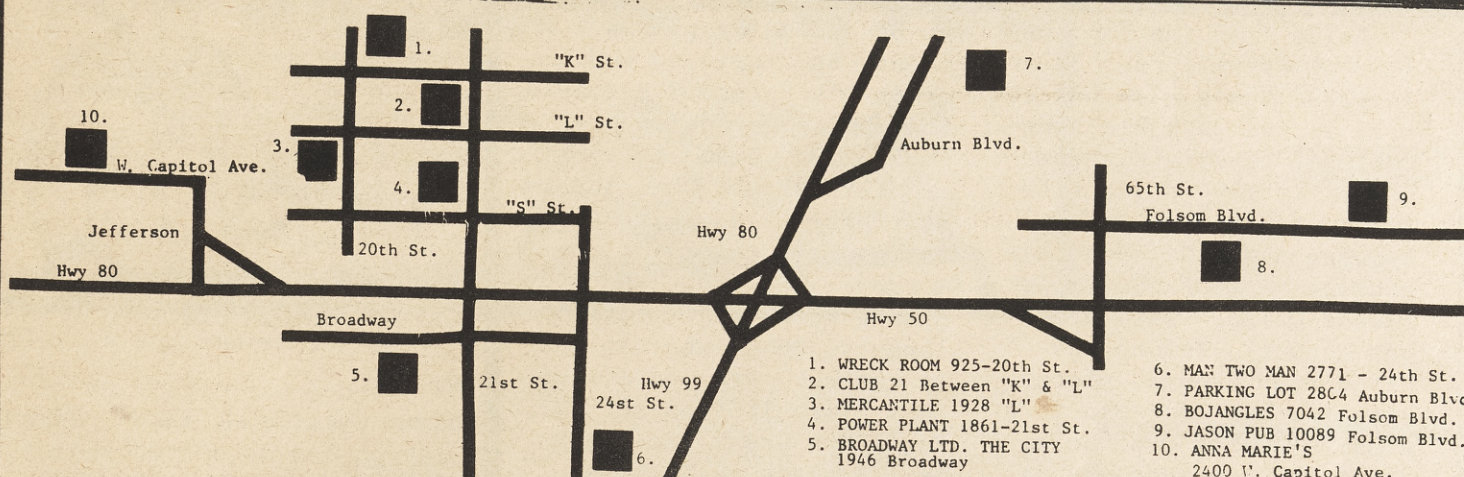 1.
"K" St.
7.
2.
10.
"L" St.
3.
Auburn Blvd.
W. Capitol Ave.
4.
65th St.
9.
"S" St.
Folsom Blvd.
Jefferson
Hwy 80
20th St.
8.
Hwy 80
Broadway
Hwy 50
5.
21st St.
Hwy 99
24st St.
6.
1. WRECK ROOM 925-20th St.
2. CLUB 21 Between "K" & "L"
3. MERCANTILE 1928 "L"
4. POWER PLANT 1861-21st St.
5. BROADWAY LTD. THE CITY
1946 Broadway
6. MAN TWO MAN 2771 - 24th St.
7. PARKING LOT 28C4 Auburn Blvd
8. BOJANGLES 7042 Folsom Blvd.
9. JASON PUB 10089 Folsom Blvd.
10. ANNA MARIE'S
2400 W. Capitol Ave.